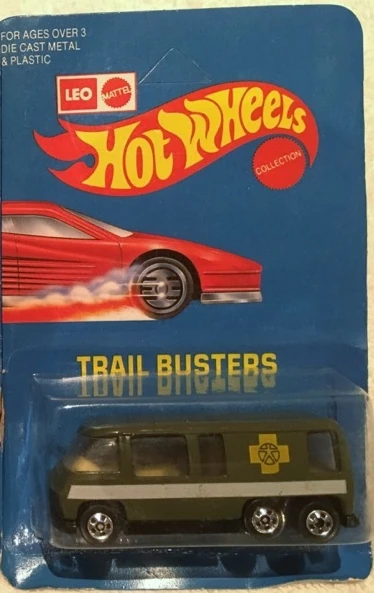 FOR AGES OVER 3
DIE CAST METAL
& PLASTIC
LEO
MATTEL
HOT WHEELS
COLLECTION
TRAIL BUSTERS